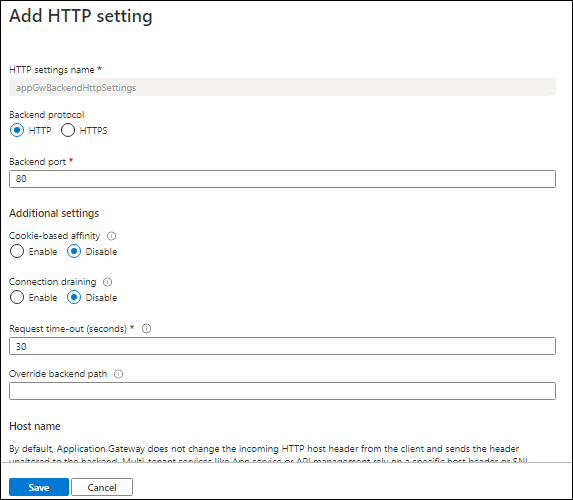 Add HTTP setting
HTTP settings name *
appGwBackendHttpSettings
Backend protocol
HTTP HTTPS
Backend port *
80
Additional settings
Cookie-based affinity
Enable Disable
Connection draining
Enable Disable
Request time-out (seconds) *
30
Override backend path
Host name
By default, Application Gateway does not change the incoming HTTP host header from the client and sends the header
unaltered to the backend. Multi-tenant services like App service or API management rely on a specific host header or SNI
Save Cancel